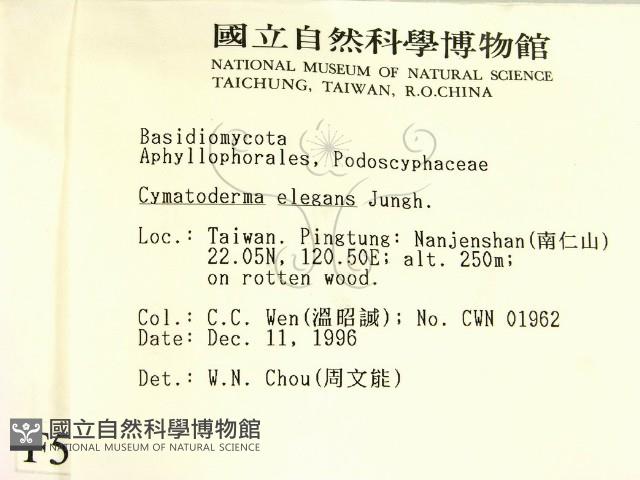 國立自然科學博物館
NATIONAL MUSEUM OF NATURAL SCIENCE
TAICHUNG, TAIWAN, R.O.CHINA
Basidiomycota
Aphyllophorales, Podoscyphaceae
Cymatoderma elegans Jungh.
Loc.: Taiwan. Pingtung: Nanjenshan(南仁山)
22.05N, 120.50E; alt. 250m;
on rotten wood.
Col.: C.C. Wen(溫昭誠); No. CWN 01962
Date: Dec. 11, 1996
Det.: W.N. Chou(周文能)
國立自然科學博物館
NATIONAL MUSEUM OF NATURAL SCIENCE
F5